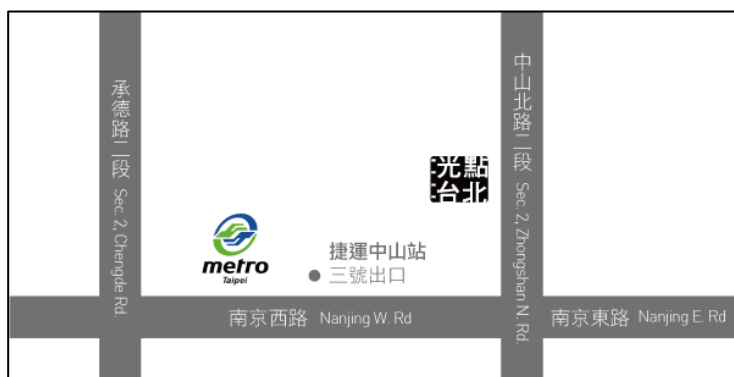 承德路二段 Sec. 2, Chengde Rd.
中山北路二段 Sec. 2, Zhongshan N. Rd.
光點
台北
metro
Taipei
捷運中山站
三號出口
南京西路 Nanjing W. Rd
南京東路 Nanjing E. Rd